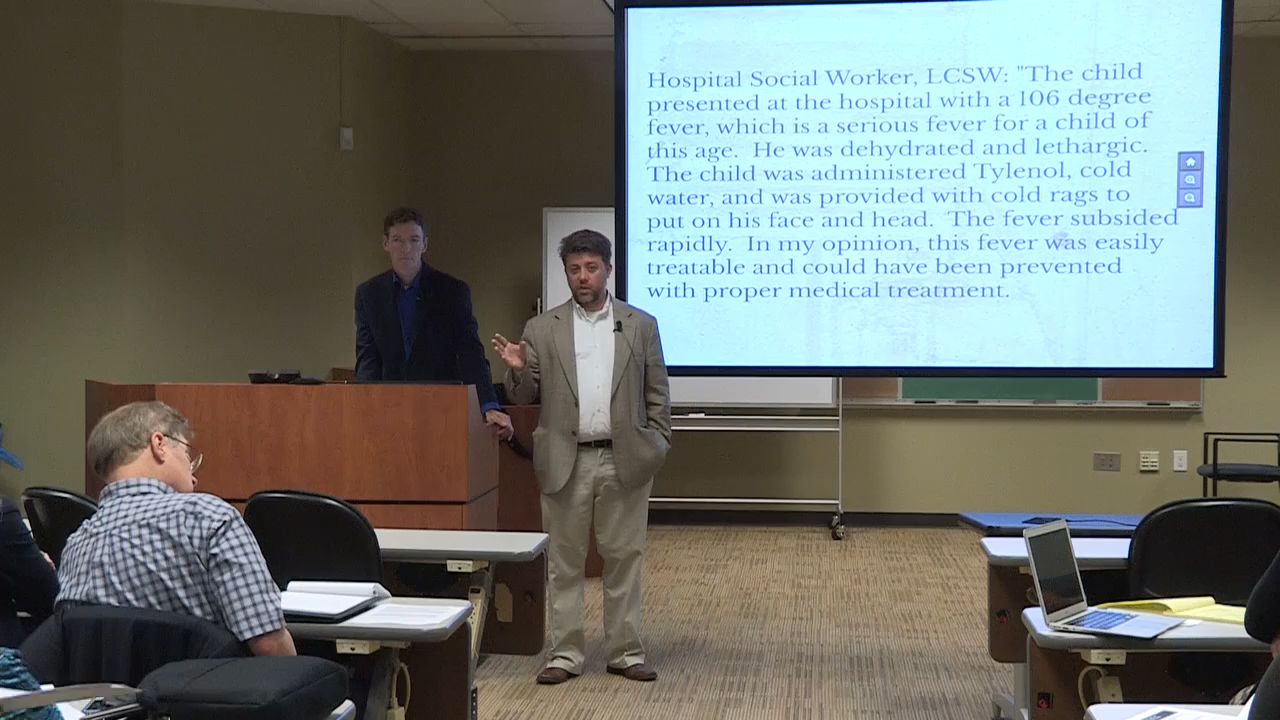 Hospital Social Worker, LCSW: "The child
presented at the hospital with a 106 degree
fever, which is a serious fever for a child of
this age.  He was dehydrated and lethargic.
The child was administered Tylenol, cold
water, and was provided with cold rags to
put on his face and head.  The fever subsided
rapidly.  In my opinion, this fever was easily
treatable and could have been prevented
with proper medical treatment.